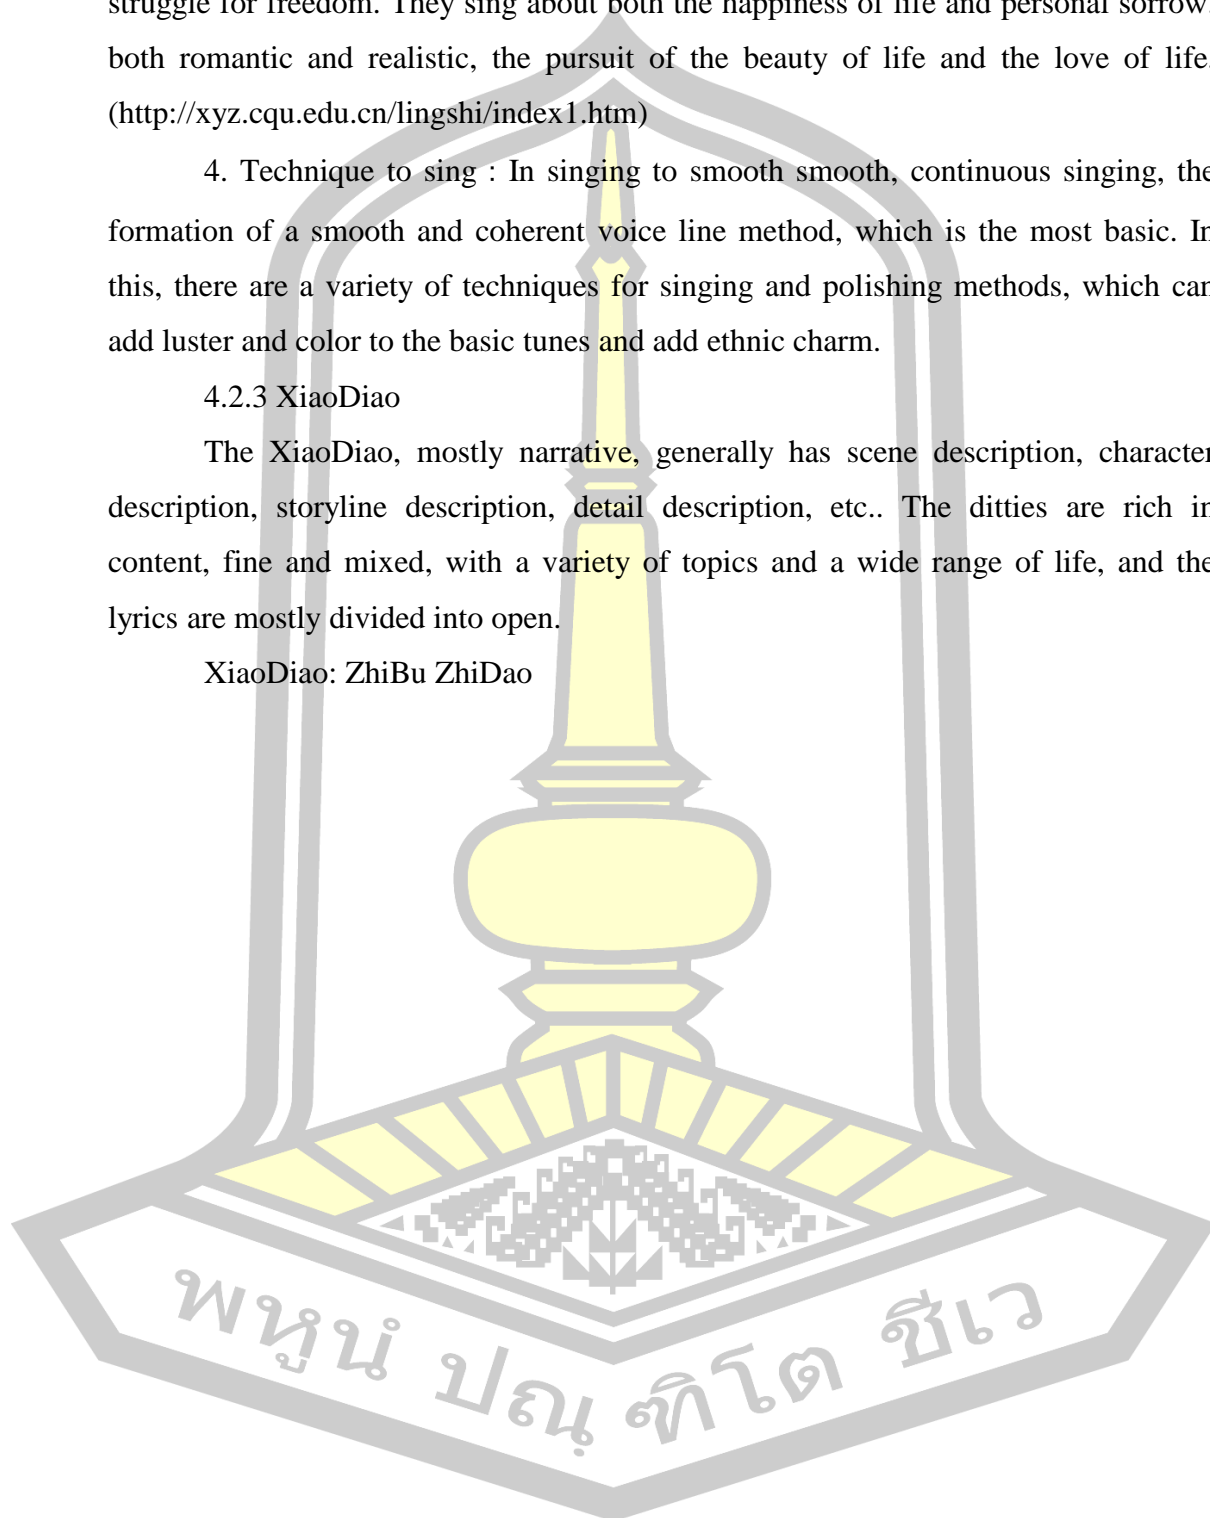 struggle for freedom. They sing about both the happiness of life and personal sorrow,
both romantic and realistic, the pursuit of the beauty of life and the love of life.
(http://xyz.cqu.edu.cn/lingshi/index1.htm)
4. Technique to sing : In singing to smooth smooth, continuous singing, the
formation of a smooth and coherent voice line method, which is the most basic. In
this, there are a variety of techniques for singing and polishing methods, which can
add luster and color to the basic tunes and add ethnic charm.
4.2.3 XiaoDiao
The XiaoDiao, mostly narrative, generally has scene description, character
description, storyline description, detail description, etc.. The ditties are rich in
content, fine and mixed, with a variety of topics and a wide range of life, and the
lyrics are mostly divided into open.
XiaoDiao: ZhiBu ZhiDao
พหูนํ ปณฺฑิโต ชีเว